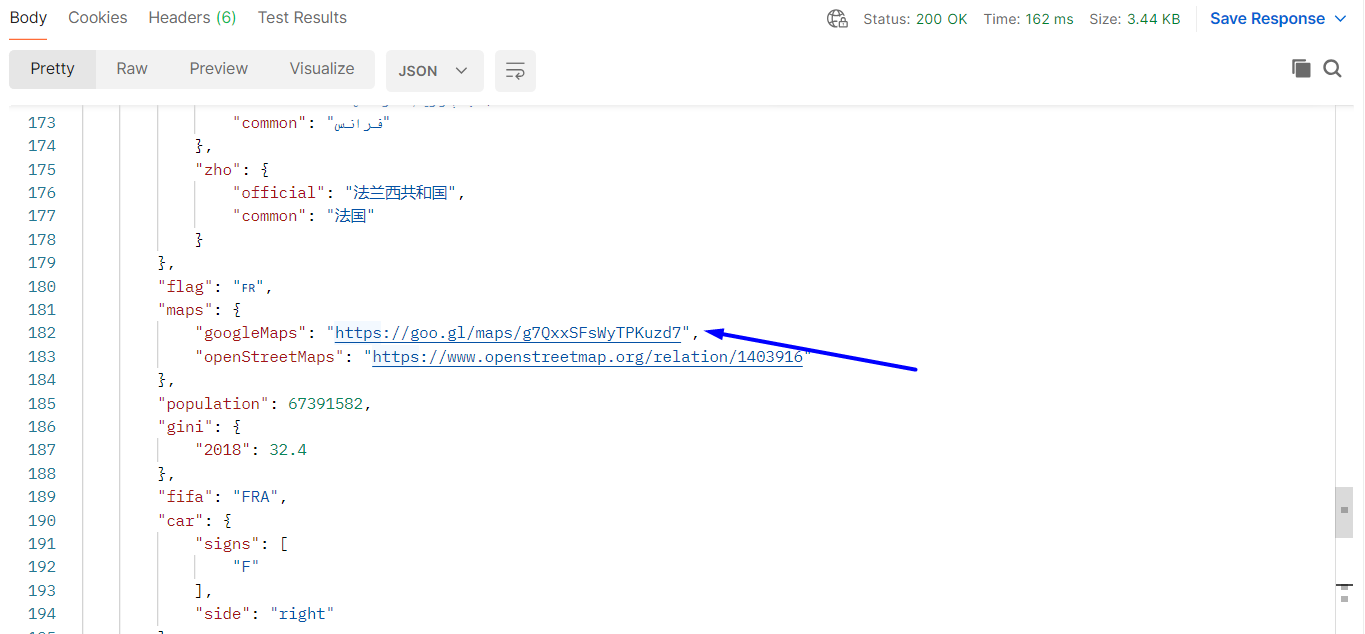 Body Cookies Headers (6) Test Results Status: 200 OK Time: 162 ms Size: 3.44 KB Save Response
Pretty Raw Preview Visualize JSON
173 "common": "فرانس"
174 },
175 "zho": {
176 "official": "法兰西共和国",
177 "common": "法国"
178 }
179 },
180 "flag": "🇫🇷",
181 "maps": {
182 "googleMaps": "https://goo.gl/maps/g7QxxSFsWyTPKuzd7",
183 "openStreetMaps": "https://www.openstreetmap.org/relation/1403916"
184 },
185 "population": 67391582,
186 "gini": {
187 "2018": 32.4
188 },
189 "fifa": "FRA",
190 "car": {
191 "signs": [
192 "F"
193 ],
194 "side": "right"